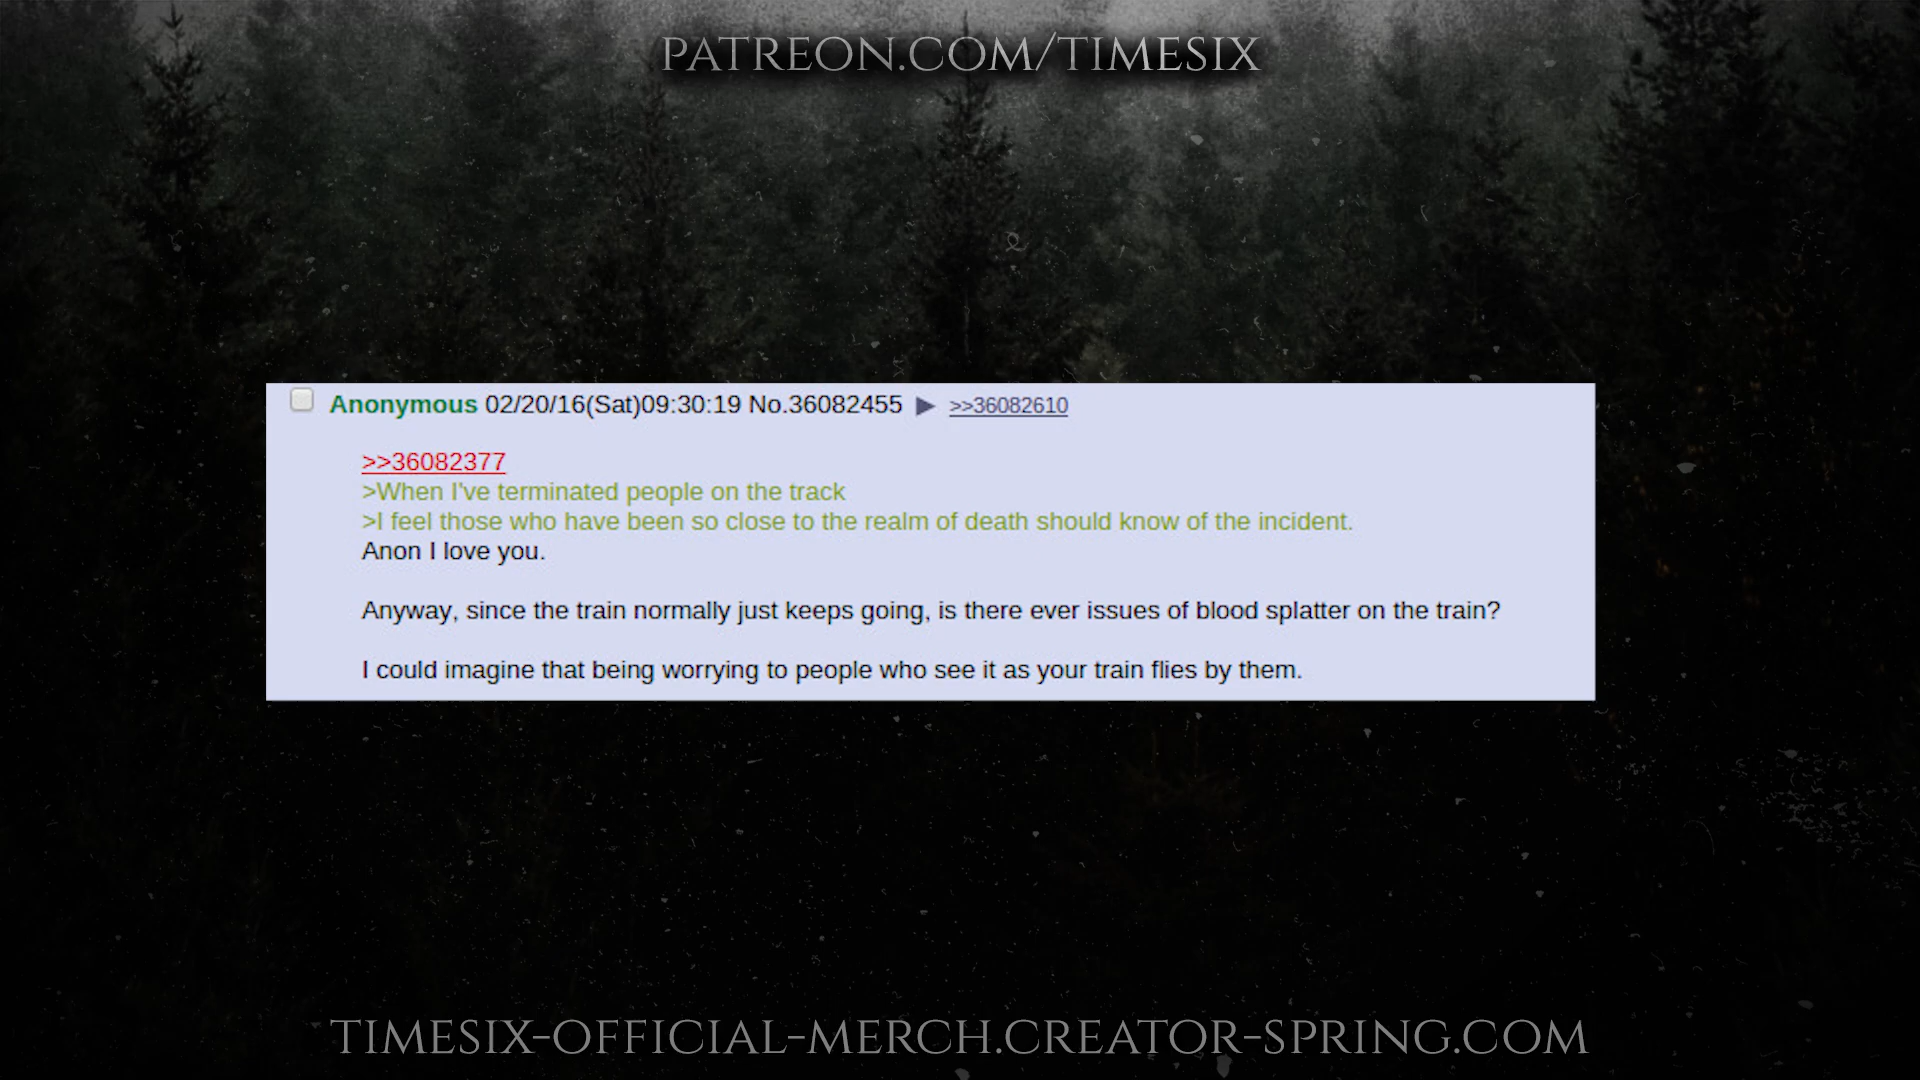 PATREON.COM/TIMESIX
Anonymous 02/20/16(Sat)09:30:19 No.36082455 ▶ >>36082610
>>36082377
>When I've terminated people on the track
>I feel those who have been so close to the realm of death should know of the incident.
Anon I love you.
Anyway, since the train normally just keeps going, is there ever issues of blood splatter on the train?
I could imagine that being worrying to people who see it as your train flies by them.
TIMESIX-OFFICIAL-MERCH.CREATOR-SPRING.COM